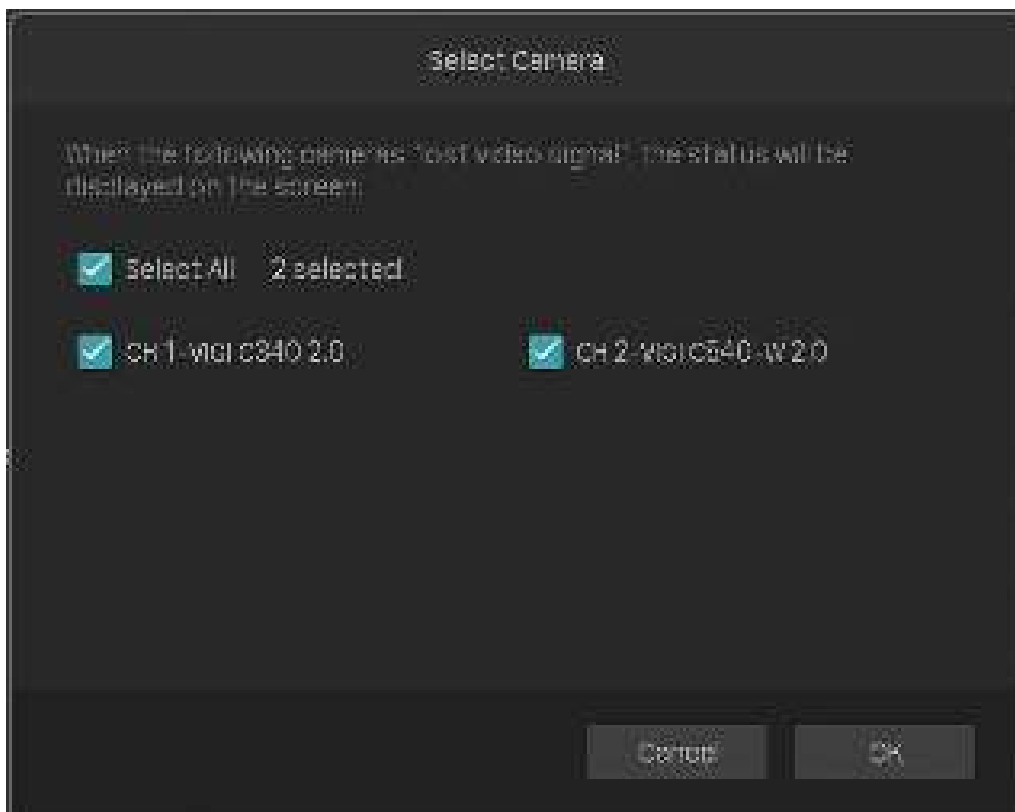 Select Camera
When the following cameras "lost video signal", the status will be
displayed on the screen.
Select All 2 selected
CH 1-VIGI C340 2.0 CH 2-VIGI C540-W 2.0
Cancel OK